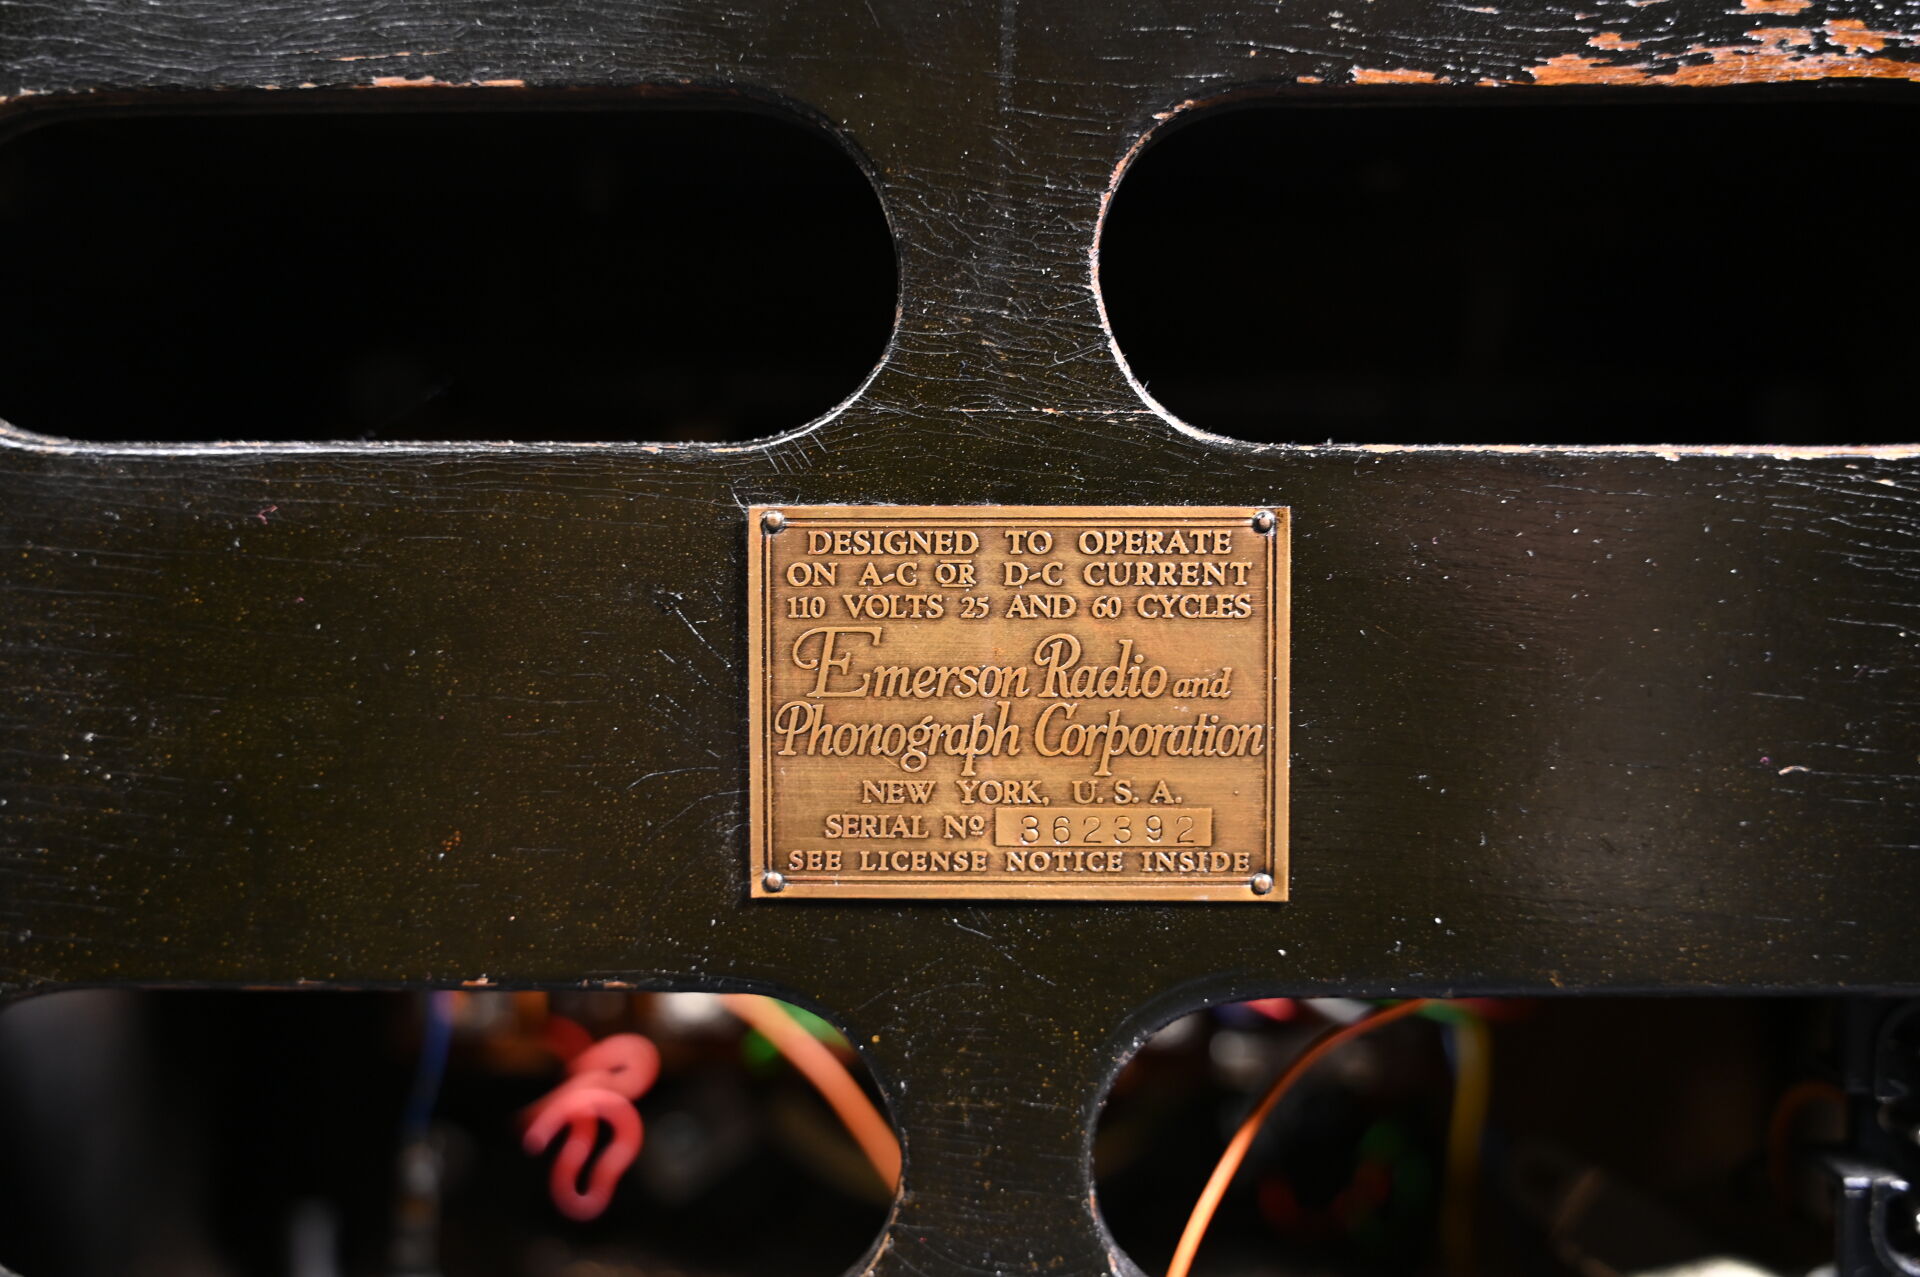 DESIGNED TO OPERATE
ON A-C OR D-C CURRENT
110 VOLTS 25 AND 60 CYCLES
Emerson Radio and
Phonograph Corporation
NEW YORK, U. S. A.
SERIAL Nº 362392
SEE LICENSE NOTICE INSIDE